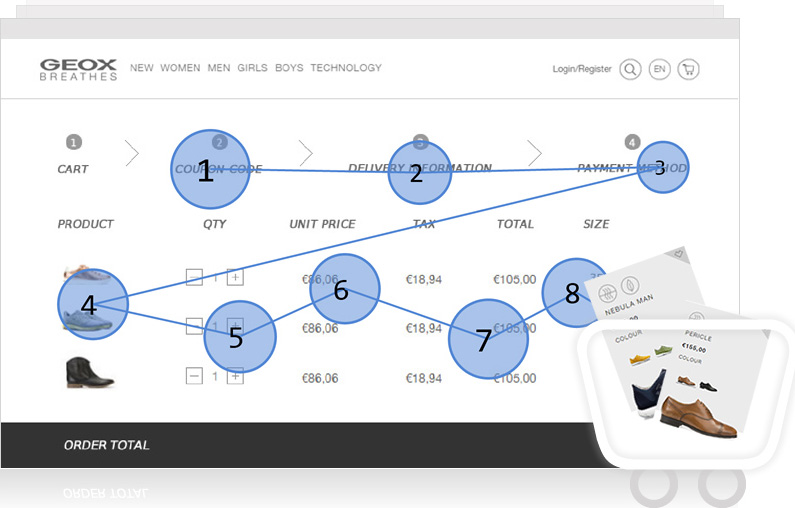 GEOX
BREATHES
NEW WOMEN MEN GIRLS BOYS TECHNOLOGY
Login/Register
EN
1
2
3
4
CART
COUPON CODE
DELIVERY INFORMATION
PAYMENT METHOD
1
2
3
PRODUCT
QTY
UNIT PRICE
TAX
TOTAL
SIZE
1
€86,06
€18,94
€105,00
4
5
6
7
8
1
€86,06
€18,94
€105,00
1
€86,06
€18,94
€105,00
NEBULA MAN
COLOUR
PERICLE
€155,00
COLOUR
ORDER TOTAL
ORDER TOTAL